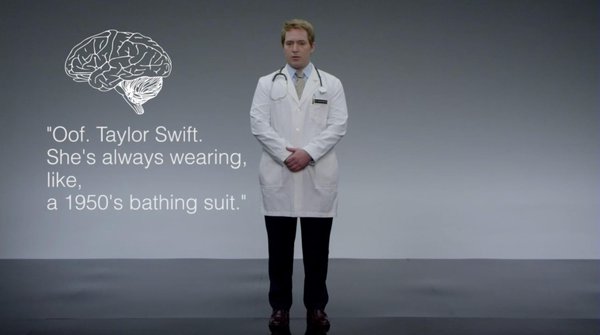 "Oof. Taylor Swift.
She's always wearing,
like,
a 1950's bathing suit."